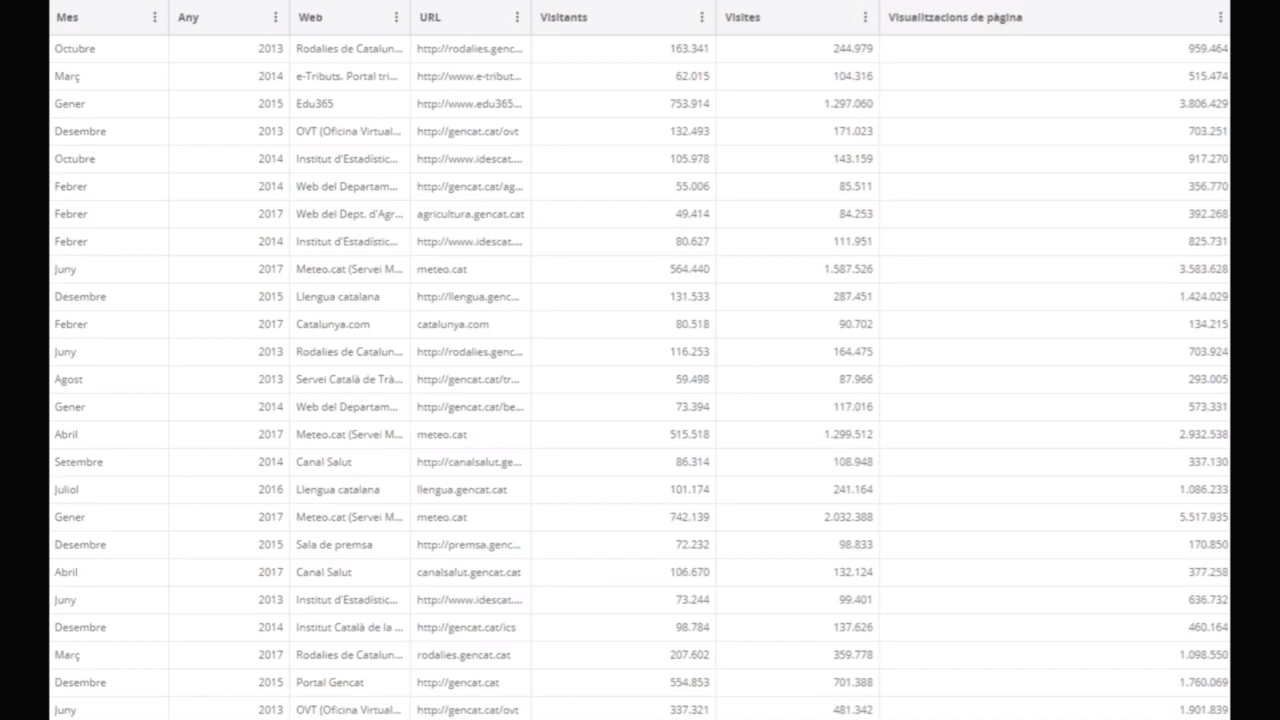 Mes Any Web URL Visitants Visites Visualitzacions de pàgina
Octubre 2013 Rodalies de Catalun... http://rodalies.genc... 163.341 244.979 959.464
Març 2014 e-Tributs. Portal tri... http://www.e-tribut... 62.015 104.316 515.474
Gener 2015 Edu365 http://www.edu365... 753.914 1.297.060 3.806.429
Desembre 2013 OVT (Oficina Virtual... http://gencat.cat/ovt 132.493 171.023 703.251
Octubre 2014 Institut d'Estadístic... http://www.idescat.... 105.978 143.159 917.270
Febrer 2014 Web del Departam... http://gencat.cat/ag... 55.006 85.511 356.770
Febrer 2017 Web del Dept. d'Agr... agricultura.gencat.cat 49.414 84.253 392.268
Febrer 2014 Institut d'Estadístic... http://www.idescat.... 80.627 111.951 825.731
Juny 2017 Meteo.cat (Servei M... meteo.cat 564.440 1.587.526 3.583.628
Desembre 2015 Llengua catalana http://llengua.genc... 131.533 287.451 1.424.029
Febrer 2017 Catalunya.com catalunya.com 80.518 90.702 134.215
Juny 2013 Rodalies de Catalun... http://rodalies.genc... 116.253 164.475 703.924
Agost 2013 Servei Català de Trà... http://gencat.cat/tr... 59.498 87.966 293.005
Gener 2014 Web del Departam... http://gencat.cat/be... 73.394 117.016 573.331
Abril 2017 Meteo.cat (Servei M... meteo.cat 515.518 1.299.512 2.932.538
Setembre 2014 Canal Salut http://canalsalut.ge... 86.314 108.948 337.130
Juliol 2016 Llengua catalana llengua.gencat.cat 101.174 241.164 1.086.233
Gener 2017 Meteo.cat (Servei M... meteo.cat 742.139 2.032.388 5.517.935
Desembre 2015 Sala de premsa http://premsa.genc... 72.232 98.833 170.850
Abril 2017 Canal Salut canalsalut.gencat.cat 106.670 132.124 377.258
Juny 2013 Institut d'Estadístic... http://www.idescat.... 73.244 99.401 636.732
Desembre 2014 Institut Català de la ... http://gencat.cat/ics 98.784 137.626 460.164
Març 2017 Rodalies de Catalun... rodalies.gencat.cat 207.602 359.778 1.098.550
Desembre 2015 Portal Gencat http://gencat.cat 554.853 701.388 1.760.069
Juny 2013 OVT (Oficina Virtual... http://gencat.cat/ovt 337.321 481.342 1.901.839